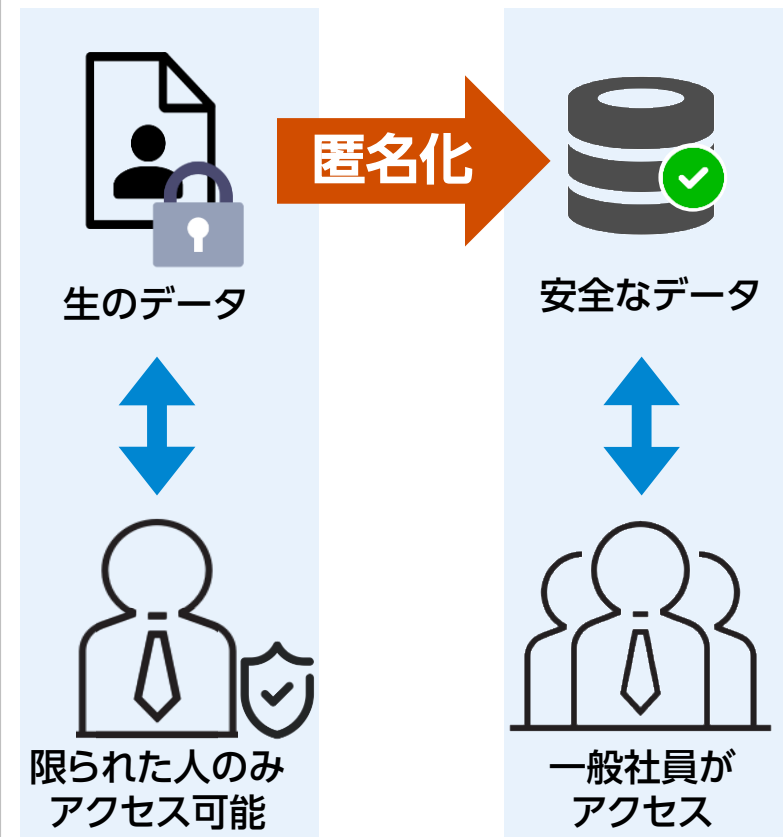 匿名化
生のデータ
安全なデータ
限られた人のみ
アクセス可能
一般社員が
アクセス